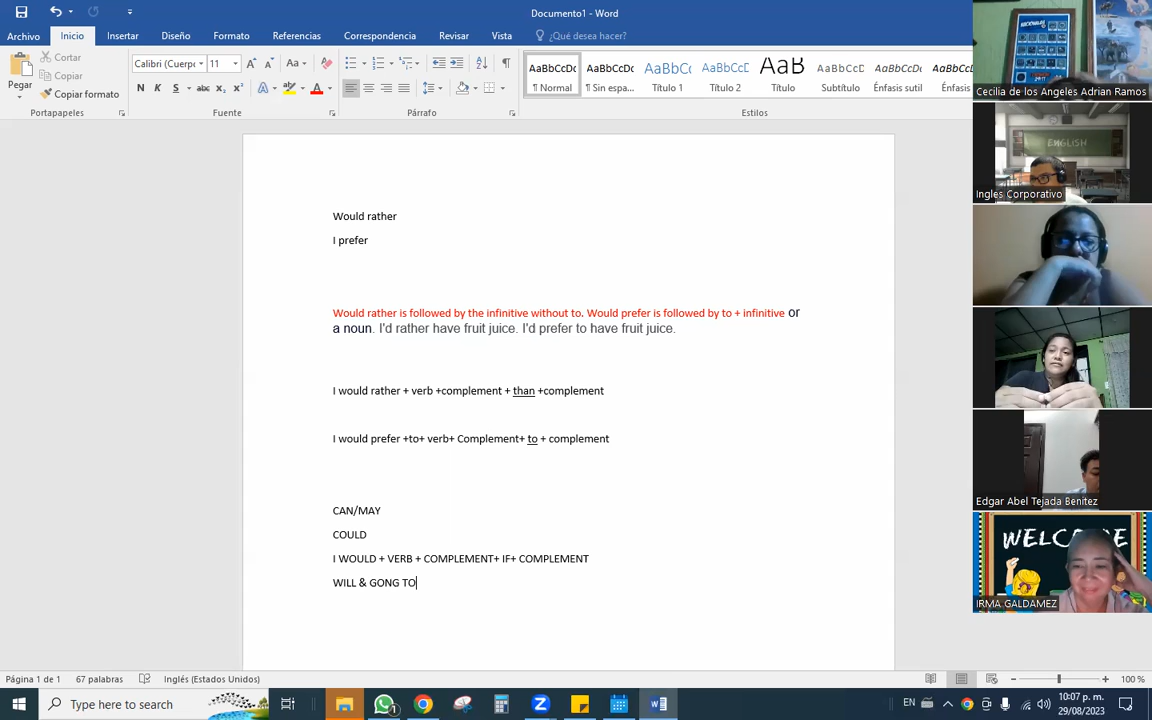 Documento1 - Word
Archivo Inicio Insertar Diseño Formato Referencias Correspondencia Revisar Vista ¿Qué desea hacer?
Pegar
Cortar
Copiar
Copiar formato
Portapapeles
Calibri (Cuerpo 11
Fuente
Párrafo
AaBbCcDc AaBbCcDc AaBbCc AaBbCcD AaB AaBbCcD AaBbCcDc AaBbCcDc
¶ Normal ¶ Sin espa... Título 1 Título 2 Título Subtítulo Énfasis sutil Énfasis
Estilos
Would rather
I prefer
Would rather is followed by the infinitive without to. Would prefer is followed by to + infinitive or
a noun. I'd rather have fruit juice. I'd prefer to have fruit juice.
I would rather + verb +complement + than +complement
I would prefer +to+ verb+ Complement+ to + complement
CAN/MAY
COULD
I WOULD + VERB + COMPLEMENT+ IF+ COMPLEMENT
WILL & GONG TO
Cecilia de los Angeles Adrian Ramos
ENGLISH
Ingles Corporativo
Edgar Abel Tejada Benitez
WELCOME
IRMA GALDAMEZ
Página 1 de 1 67 palabras Inglés (Estados Unidos) 100 %
Type here to search
EN
10:07 p. m.
29/08/2023